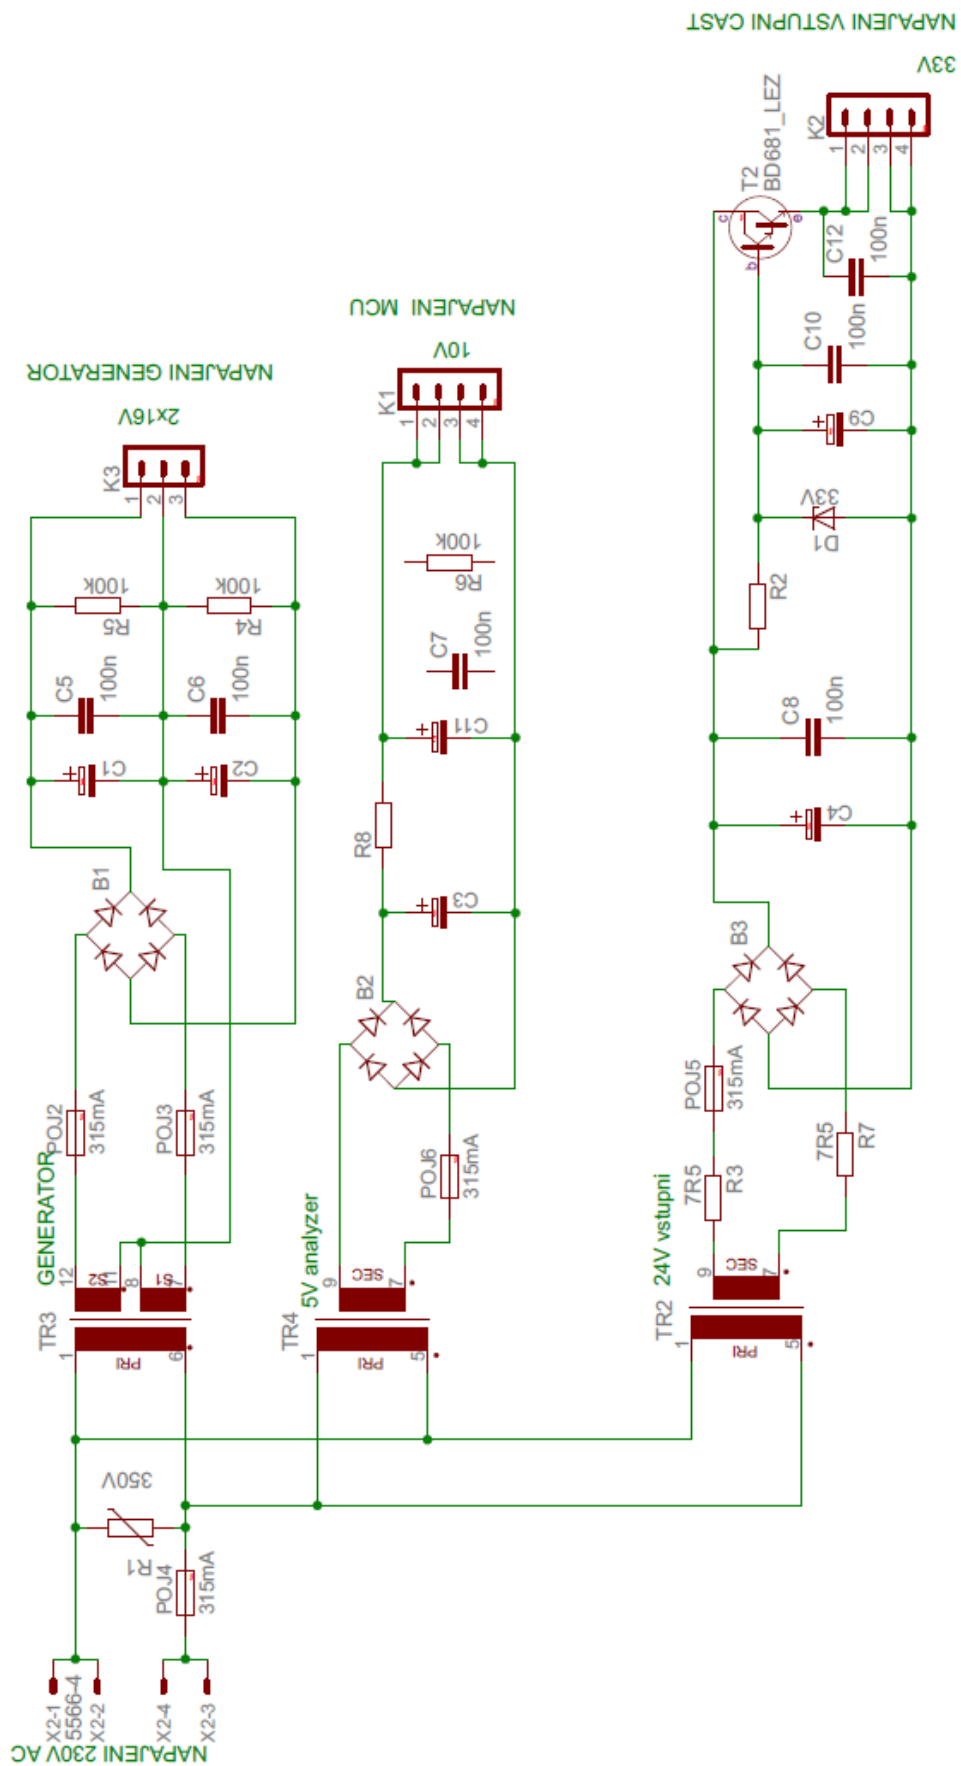 NAPAJENI VSTUPNI CAST
33V
K2
1
2
3
4
T2
BD681_LEZ
c
b
e
C12
100n
C10
100n
C9
33V
D1
R2
C8
100n
C4
B3
POJ5
315mA
7R5
R3
7R5
R7
24V vstupni
TR2
9
SEC
7
1
PRI
5
NAPAJENI MCU
10V
K1
1
2
3
4
100k
R6
C7
100n
C11
R8
C3
B2
POJ6
315mA
5V analyzer
TR4
9
SEC
7
1
PRI
5
NAPAJENI GENERATOR
2x16V
K3
1
2
3
100k
R5
100k
R4
C5
100n
C6
100n
C1
C2
B1
POJ2
315mA
POJ3
315mA
GENERATOR
TR3
12
S2
11
8
S1
7
1
PRI
6
350V
R1
POJ4
315mA
X2-1
5566-4
X2-2
X2-4
X2-3
NAPAJENI 230V AC